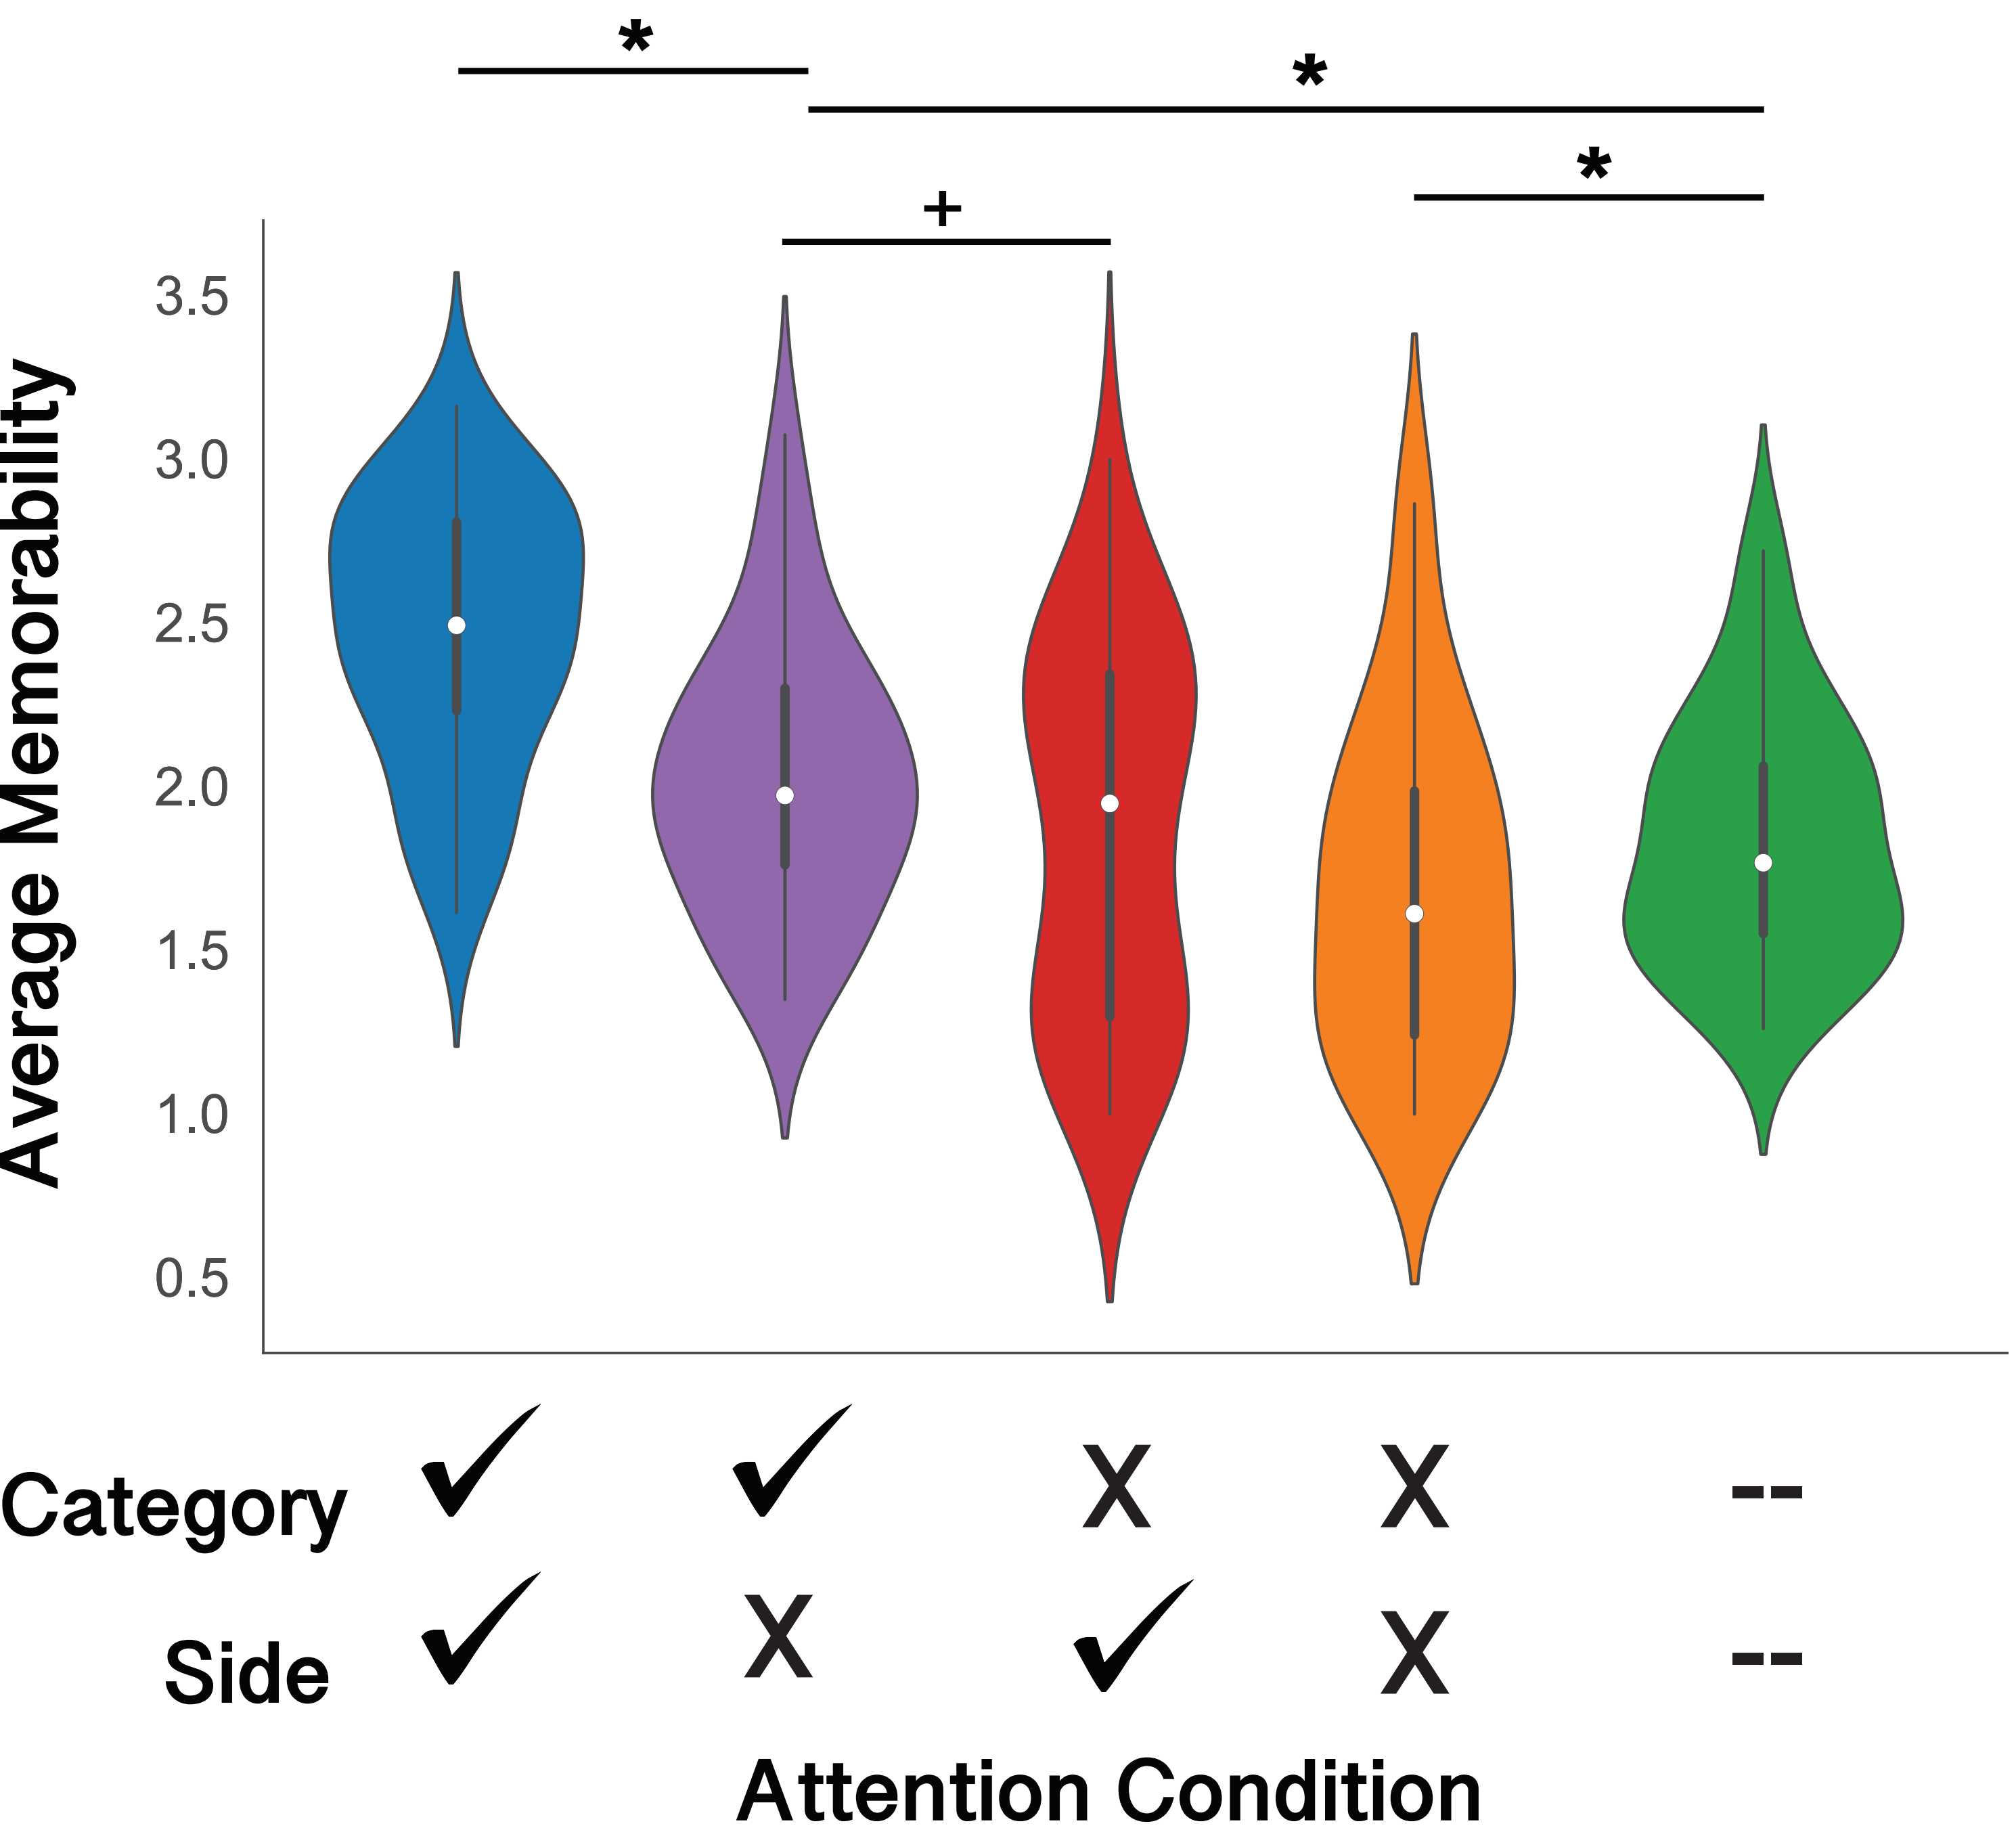 *
*
*
+
3.5
3.0
2.5
2.0
1.5
1.0
0.5
Average Memorability
Category ✓ ✓ X X --
Side ✓ X ✓ X --
Attention Condition